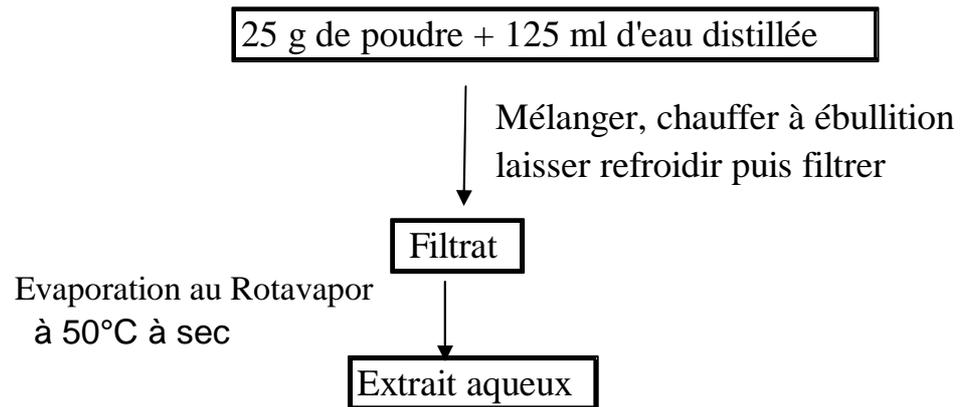 25 g de poudre + 125 ml d'eau distillée
Mélanger, chauffer à ébullition
laisser refroidir puis filtrer
Filtrat
Evaporation au Rotavapor
à 50°C à sec
Extrait aqueux